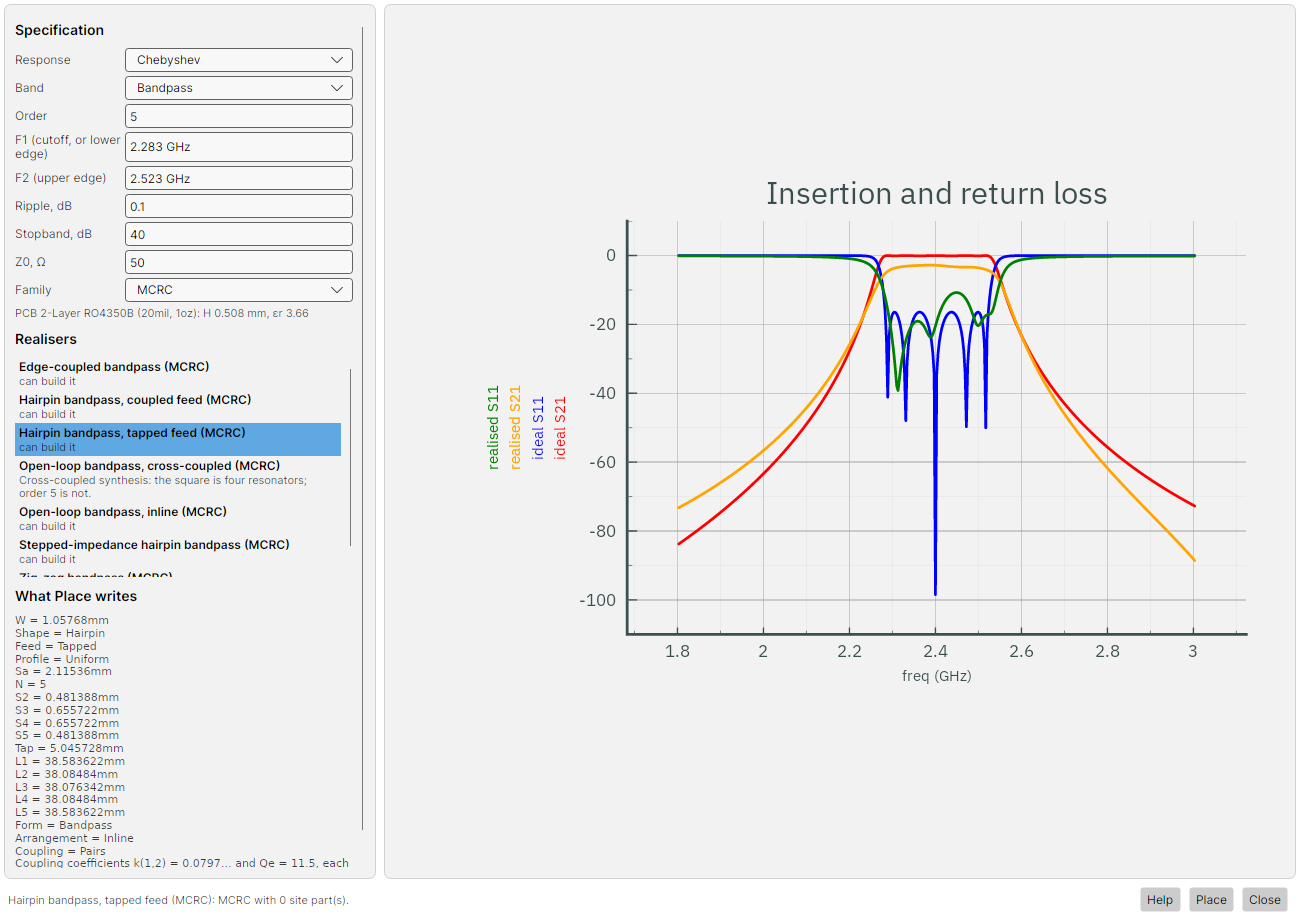 Specification
Response Chebyshev
Band Bandpass
Order 5
F1 (cutoff, or lower edge) 2.283 GHz
F2 (upper edge) 2.523 GHz
Ripple, dB 0.1
Stopband, dB 40
Z0, Ω 50
Family MCRC
PCB 2-Layer RO4350B (20mil, 1oz): H 0.508 mm, εr 3.66
Realisers
Edge-coupled bandpass (MCRC)
can build it
Hairpin bandpass, coupled feed (MCRC)
can build it
Hairpin bandpass, tapped feed (MCRC)
can build it
Open-loop bandpass, cross-coupled (MCRC)
Cross-coupled synthesis: the square is four resonators;
order 5 is not.
Open-loop bandpass, inline (MCRC)
can build it
Stepped-impedance hairpin bandpass (MCRC)
can build it
Zig-zag bandpass (MCRC)
What Place writes
W = 1.05768mm
Shape = Hairpin
Feed = Tapped
Profile = Uniform
Sa = 2.11536mm
N = 5
S2 = 0.481388mm
S3 = 0.655722mm
S4 = 0.655722mm
S5 = 0.481388mm
Tap = 5.045728mm
L1 = 38.583622mm
L2 = 38.08484mm
L3 = 38.076342mm
L4 = 38.08484mm
L5 = 38.583622mm
Form = Bandpass
Arrangement = Inline
Coupling = Pairs
Coupling coefficients k(1,2) = 0.0797... and Qe = 11.5, each
Insertion and return loss
realised S11
realised S21
ideal S11
ideal S21
0
-20
-40
-60
-80
-100
1.8 2 2.2 2.4 2.6 2.8 3
freq (GHz)
Hairpin bandpass, tapped feed (MCRC): MCRC with 0 site part(s).
Help Place Close